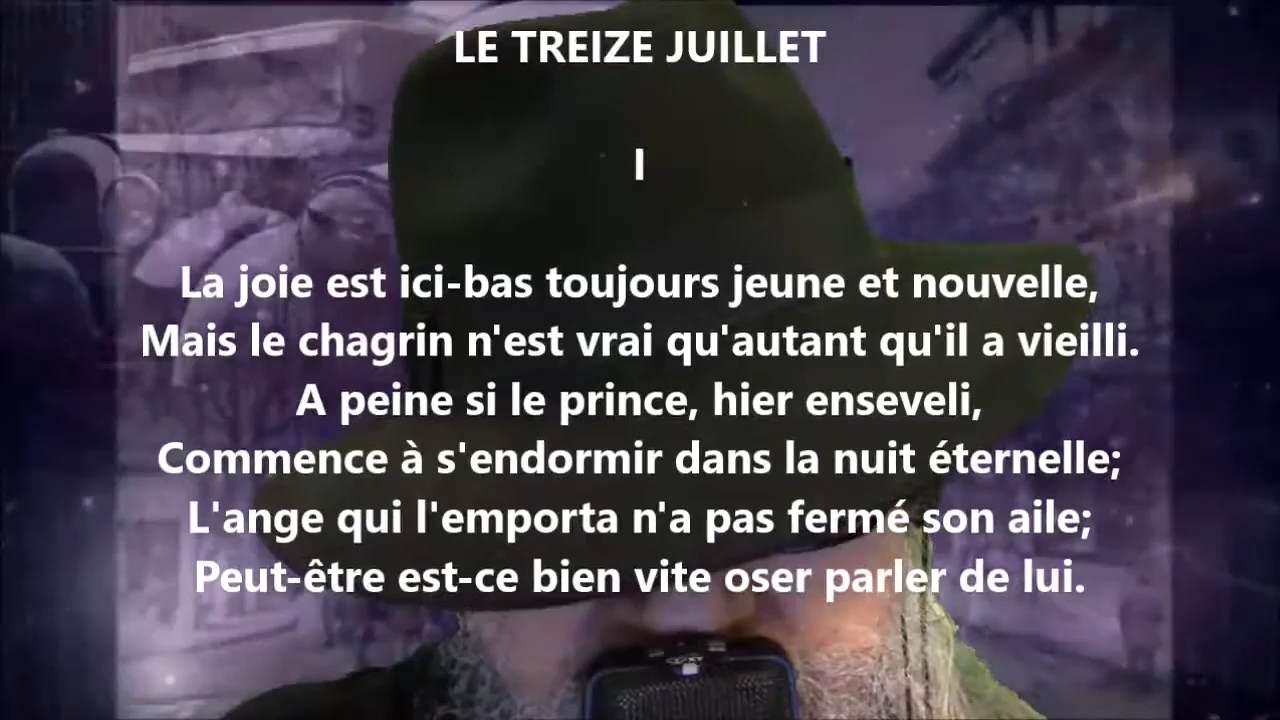 LE TREIZE JUILLET
I
La joie est ici-bas toujours jeune et nouvelle,
Mais le chagrin n'est vrai qu'autant qu'il a vieilli.
A peine si le prince, hier enseveli,
Commence à s'endormir dans la nuit éternelle;
L'ange qui l'emporta n'a pas fermé son aile;
Peut-être est-ce bien vite oser parler de lui.